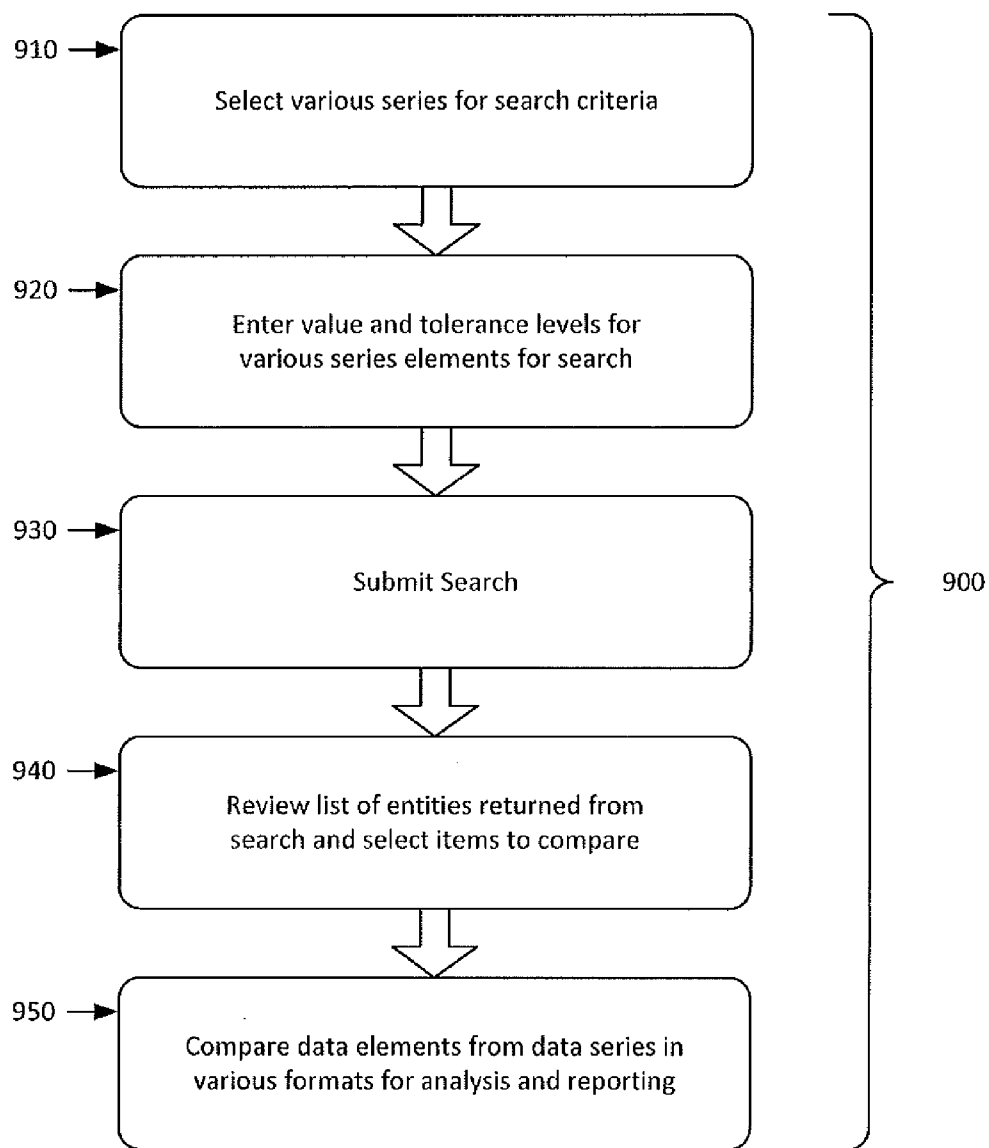 910
Select various series for search criteria
920
Enter value and tolerance levels for
various series elements for search
930
Submit Search
900
940
Review list of entities returned from
search and select items to compare
950
Compare data elements from data series in
various formats for analysis and reporting